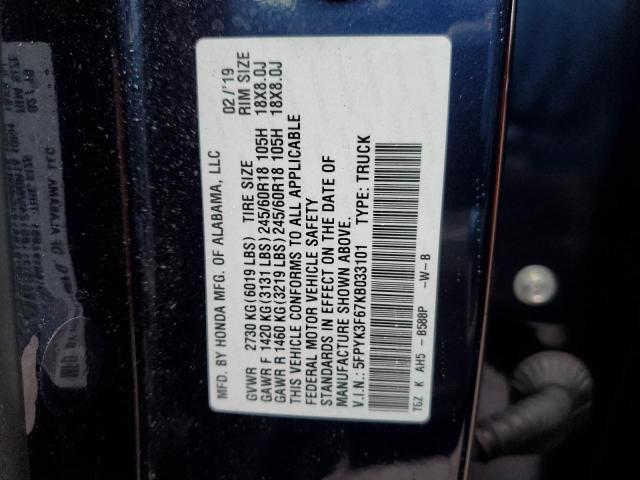 MFD. BY HONDA MFG. OF ALABAMA, LLC 02/'19
TIRE SIZE RIM SIZE
GVWR 2730 KG (6019 LBS)
GAWR F 1420 KG (3131 LBS) 245/60R18 105H 18X8.0J
GAWR R 1460 KG (3219 LBS) 245/60R18 105H 18X8.0J
THIS VEHICLE CONFORMS TO ALL APPLICABLE
FEDERAL MOTOR VEHICLE SAFETY
STANDARDS IN EFFECT ON THE DATE OF
MANUFACTURE SHOWN ABOVE.
V.I.N.: 5FPYK3F67KB033101 TYPE: TRUCK
TGZ K AH5 - B588P -W-B